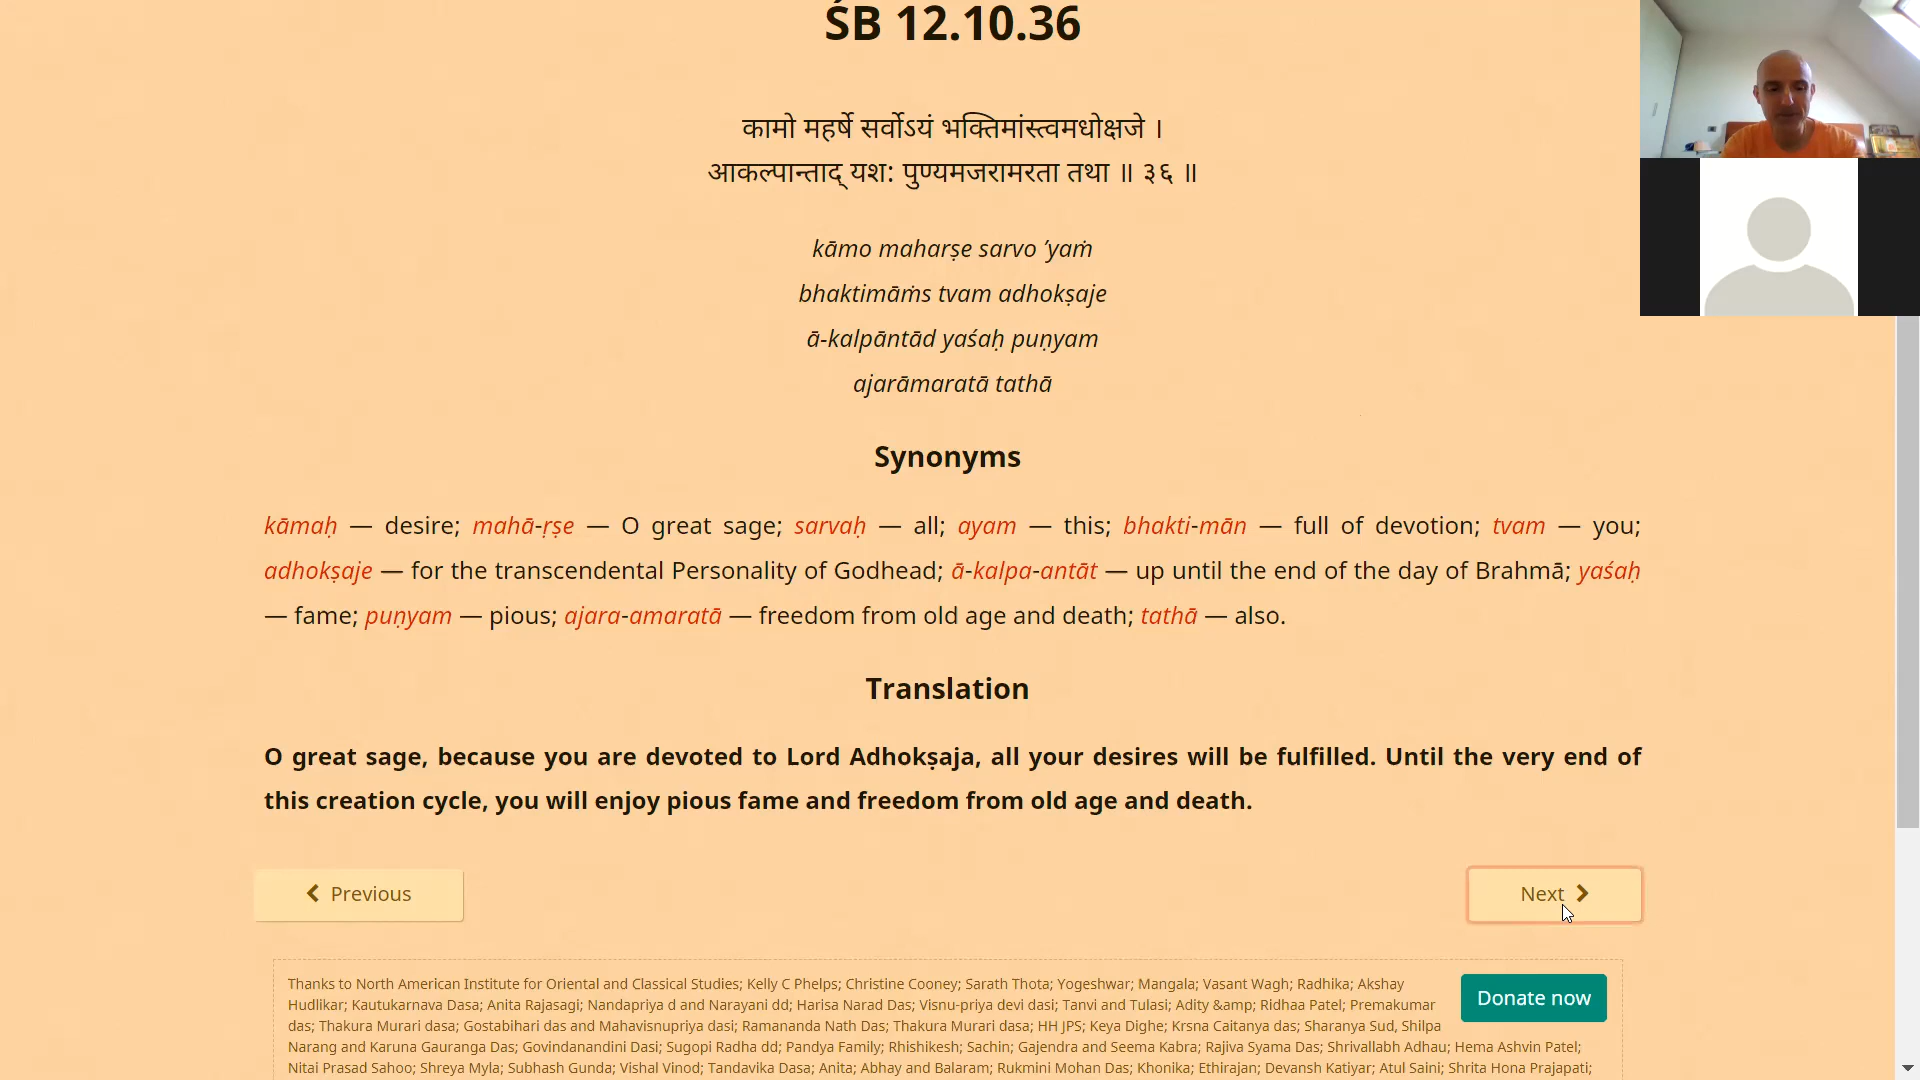 ŚB 12.10.36
कामो महर्षे सर्वोऽयं भक्तिमांस्त्वमधोक्षजे ।
आकल्पान्ताद् यश: पुण्यमजरामरता तथा ॥ ३६ ॥
kāmo maharṣe sarvo ’yaṁ
bhaktimāṁs tvam adhokṣaje
ā-kalpāntād yaśaḥ puṇyam
ajarāmaratā tathā
Synonyms
kāmaḥ — desire; mahā-ṛṣe — O great sage; sarvaḥ — all; ayam — this; bhakti-mān — full of devotion; tvam — you;
adhokṣaje — for the transcendental Personality of Godhead; ā-kalpa-antāt — up until the end of the day of Brahmā; yaśaḥ
— fame; puṇyam — pious; ajara-amaratā — freedom from old age and death; tathā — also.
Translation
O great sage, because you are devoted to Lord Adhokṣaja, all your desires will be fulfilled. Until the very end of
this creation cycle, you will enjoy pious fame and freedom from old age and death.
Previous
Next
Thanks to North American Institute for Oriental and Classical Studies; Kelly C Phelps; Christine Cooney; Sarath Thota; Yogeshwar; Mangala; Vasant Wagh; Radhika; Akshay
Hudlikar; Kautukarnava Dasa; Anita Rajasagi; Nandapriya d and Narayani dd; Harisa Narad Das; Visnu-priya devi dasi; Tanvi and Tulasi; Adity &amp; Ridhaa Patel; Premakumar
das; Thakura Murari dasa; Gostabihari das and Mahavisnupriya dasi; Ramananda Nath Das; Thakura Murari dasa; HH JPS; Keya Dighe; Krsna Caitanya das; Sharanya Sud, Shilpa
Narang and Karuna Gauranga Das; Govindanandini Dasi; Sugopi Radha dd; Pandya Family; Rhishikesh; Sachin; Gajendra and Seema Kabra; Rajiva Syama Das; Shrivallabh Adhau; Hema Ashvin Patel;
Nitai Prasad Sahoo; Shreya Myla; Subhash Gunda; Vishal Vinod; Tandavika Dasa; Anita; Abhay and Balaram; Rukmini Mohan Das; Khonika; Ethirajan; Devansh Katiyar; Atul Saini; Shrita Hona Prajapati;
Donate now